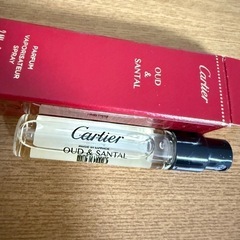 Cartier
OUD
&
SANTAL
PARFUM
VAPORISATEUR
SPRAY
Cartier
OUD & SANTAL